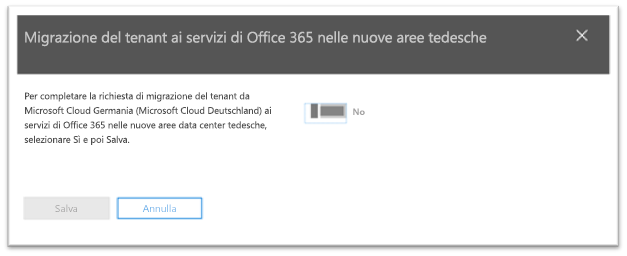 Migrazione del tenant ai servizi di Office 365 nelle nuove aree tedesche
Per completare la richiesta di migrazione del tenant da
Microsoft Cloud Germania (Microsoft Cloud Deutschland) ai
servizi di Office 365 nelle nuove aree data center tedesche,
selezionare Sì e poi Salva.
No
Salva
Annulla